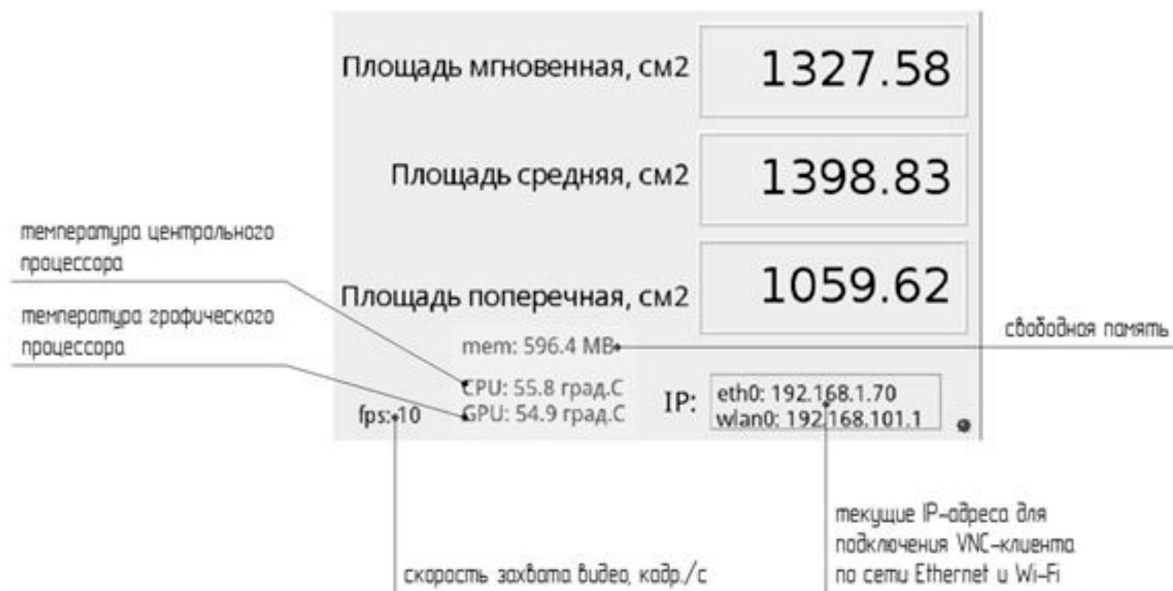 Площадь мгновенная, см2 1327.58
Площадь средняя, см2 1398.83
температура центрального
процессора
Площадь поперечная, см2 1059.62
температура графического
процессора
свободная память
mem: 596.4 MB
CPU: 55.8 град.С
GPU: 54.9 град.С
fps: 10
IP:
eth0: 192.168.1.70
wlan0: 192.168.101.1
текущие IP-адреса для
подключения VNC-клиента
по сети Ethernet и Wi-Fi
скорость захвата видео, кадр./с